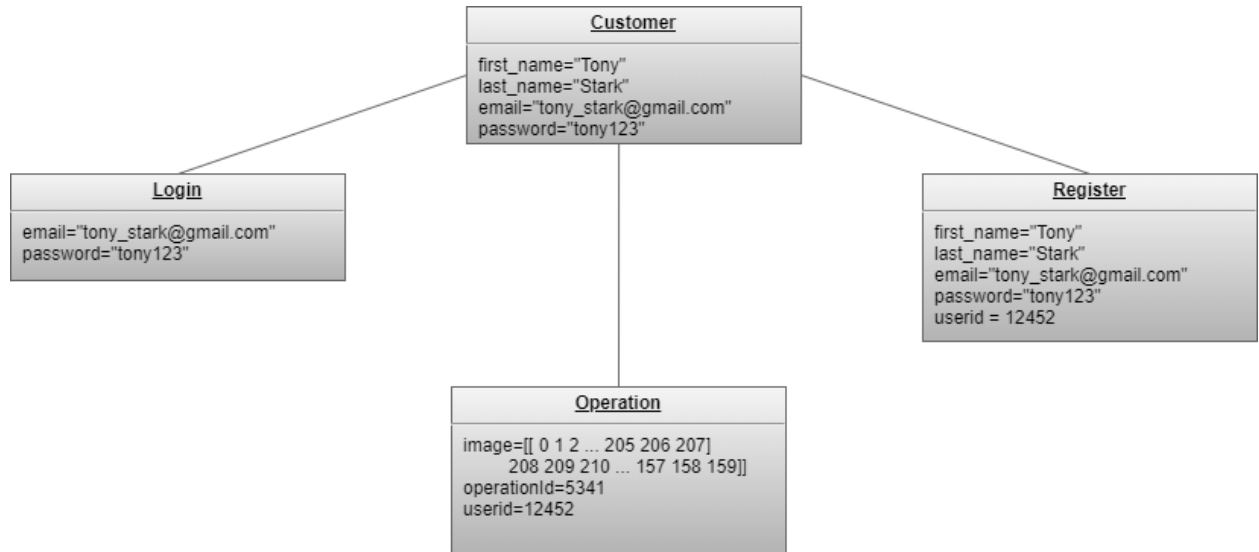 Customer
first_name="Tony"
last_name="Stark"
email="tony_stark@gmail.com"
password="tony123"
Login
email="tony_stark@gmail.com"
password="tony123"
Register
first_name="Tony"
last_name="Stark"
email="tony_stark@gmail.com"
password="tony123"
userid = 12452
Operation
image=[[ 0 1 2 ... 205 206 207]
208 209 210 ... 157 158 159]]
operationId=5341
userid=12452